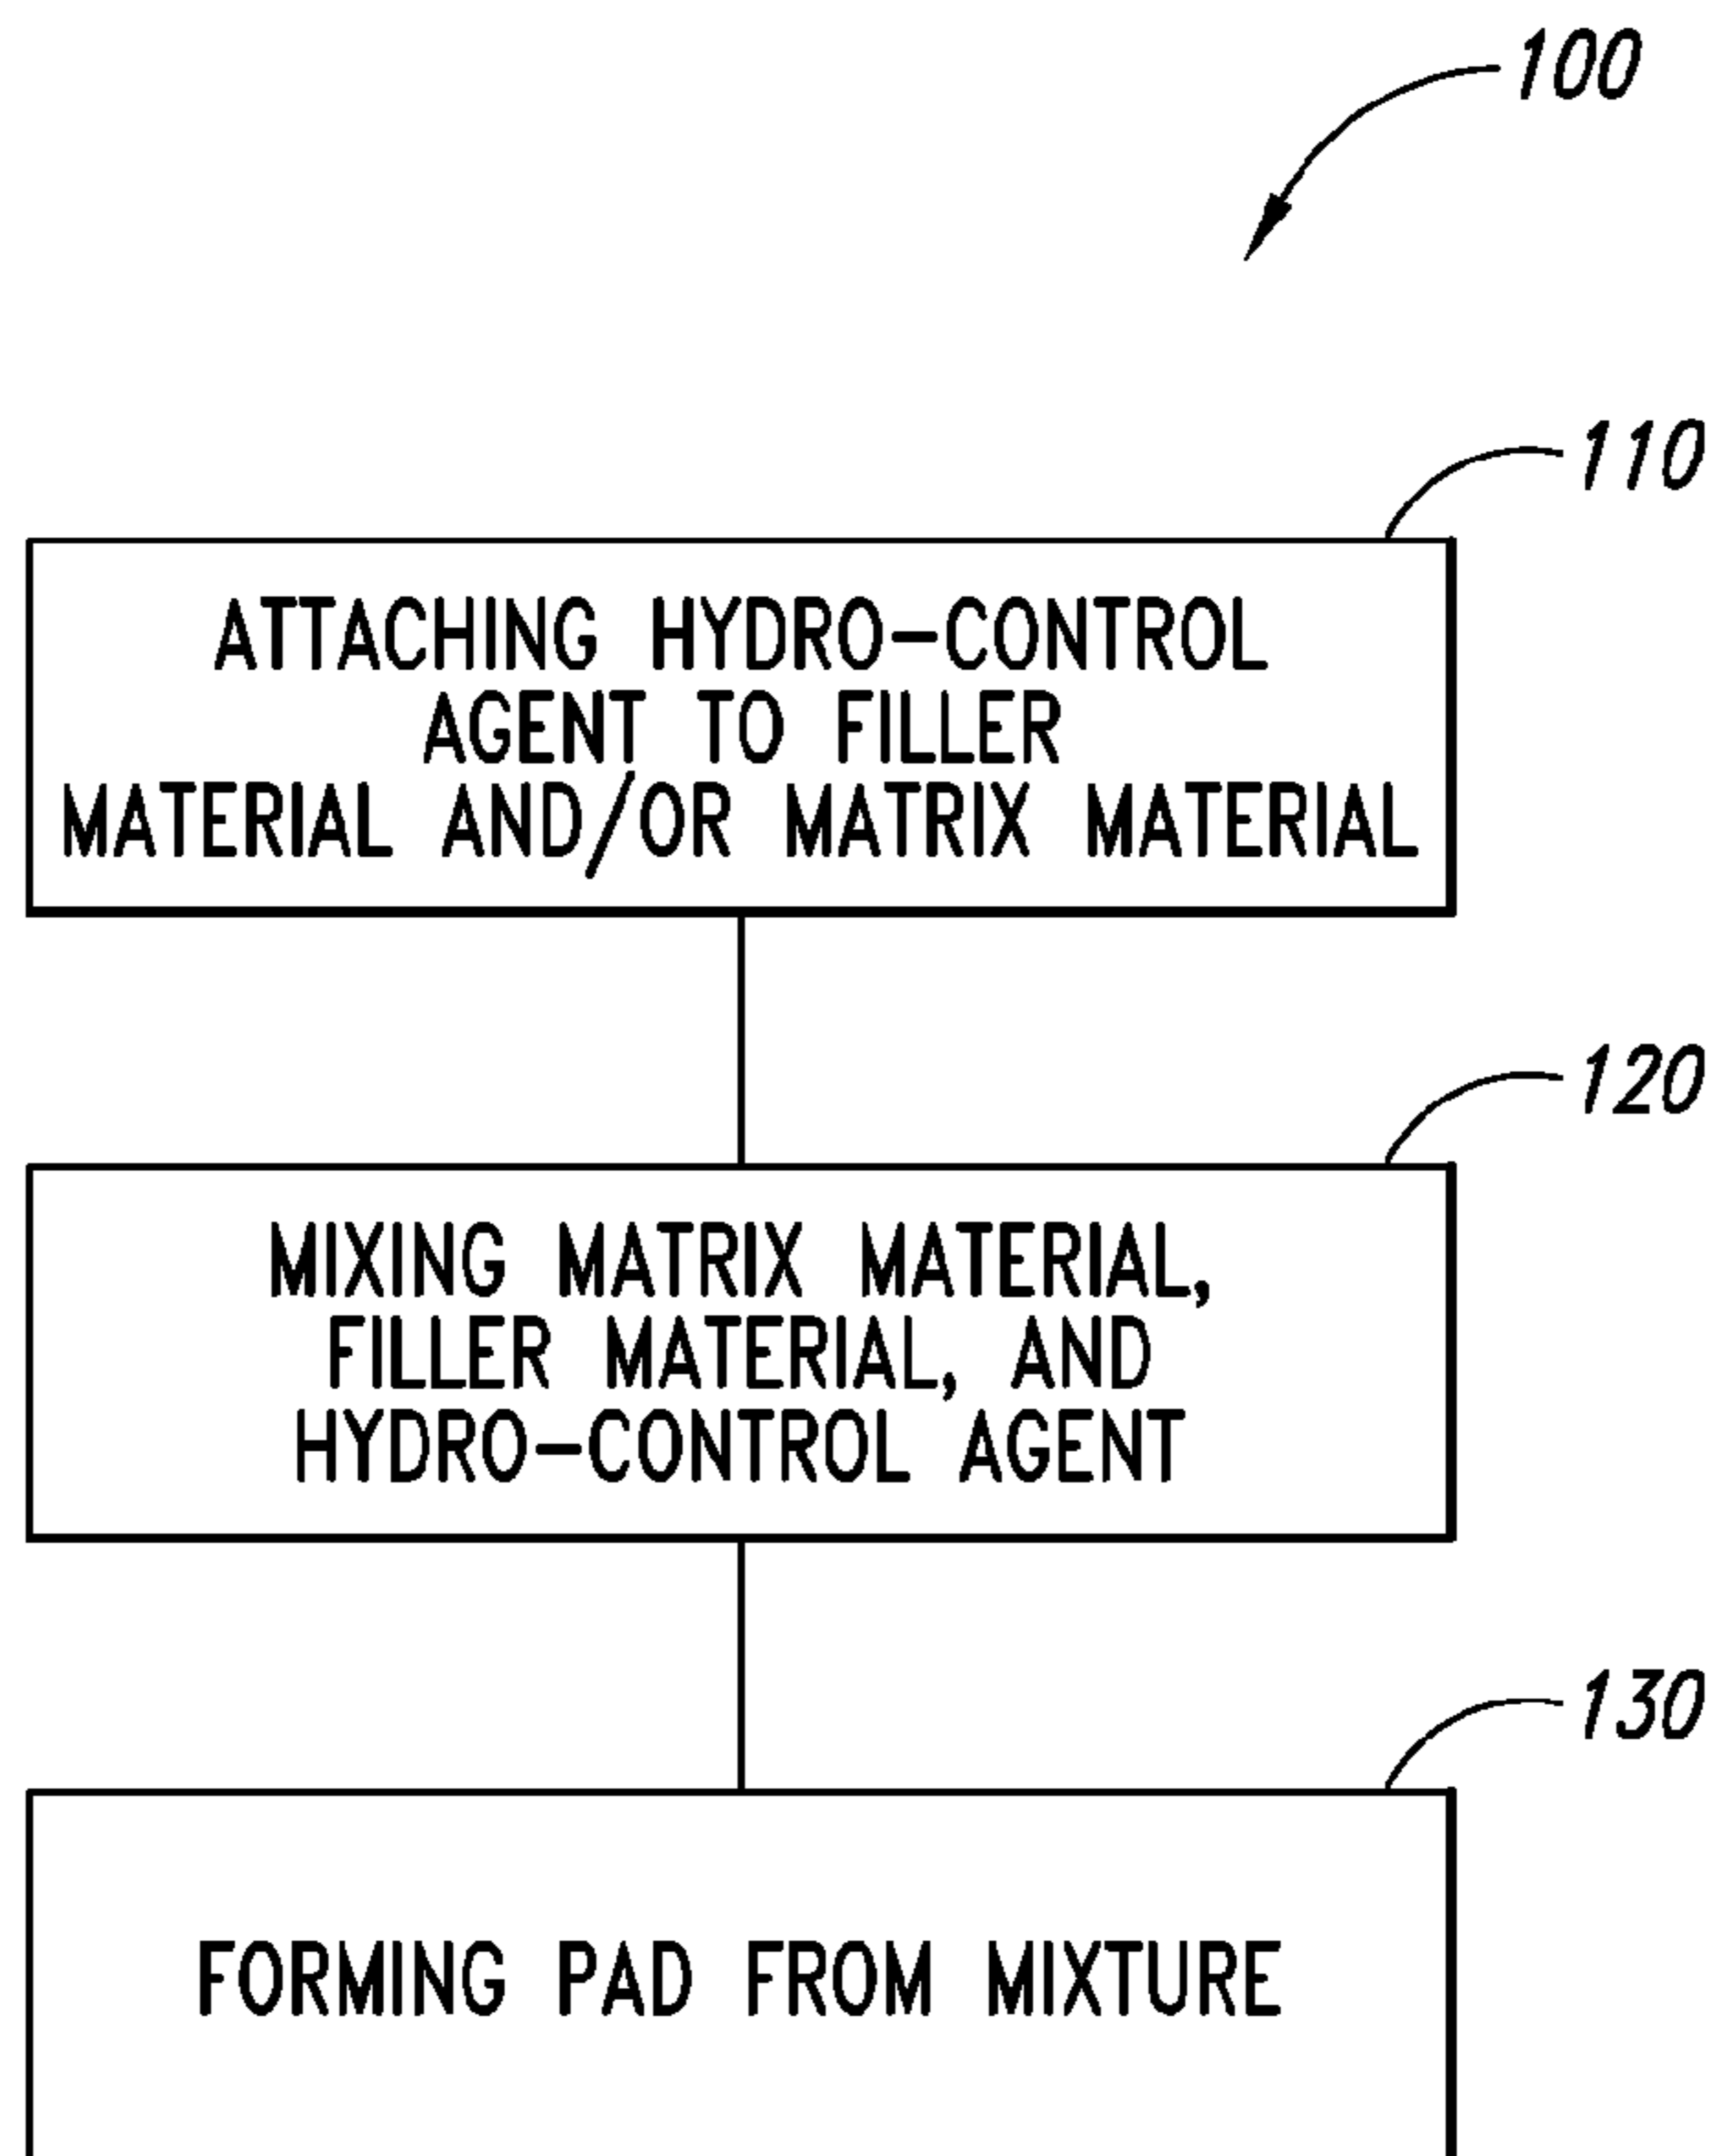 100
110
ATTACHING HYDRO-CONTROL
AGENT TO FILLER
MATERIAL AND/OR MATRIX MATERIAL
120
MIXING MATRIX MATERIAL,
FILLER MATERIAL, AND
HYDRO-CONTROL AGENT
130
FORMING PAD FROM MIXTURE